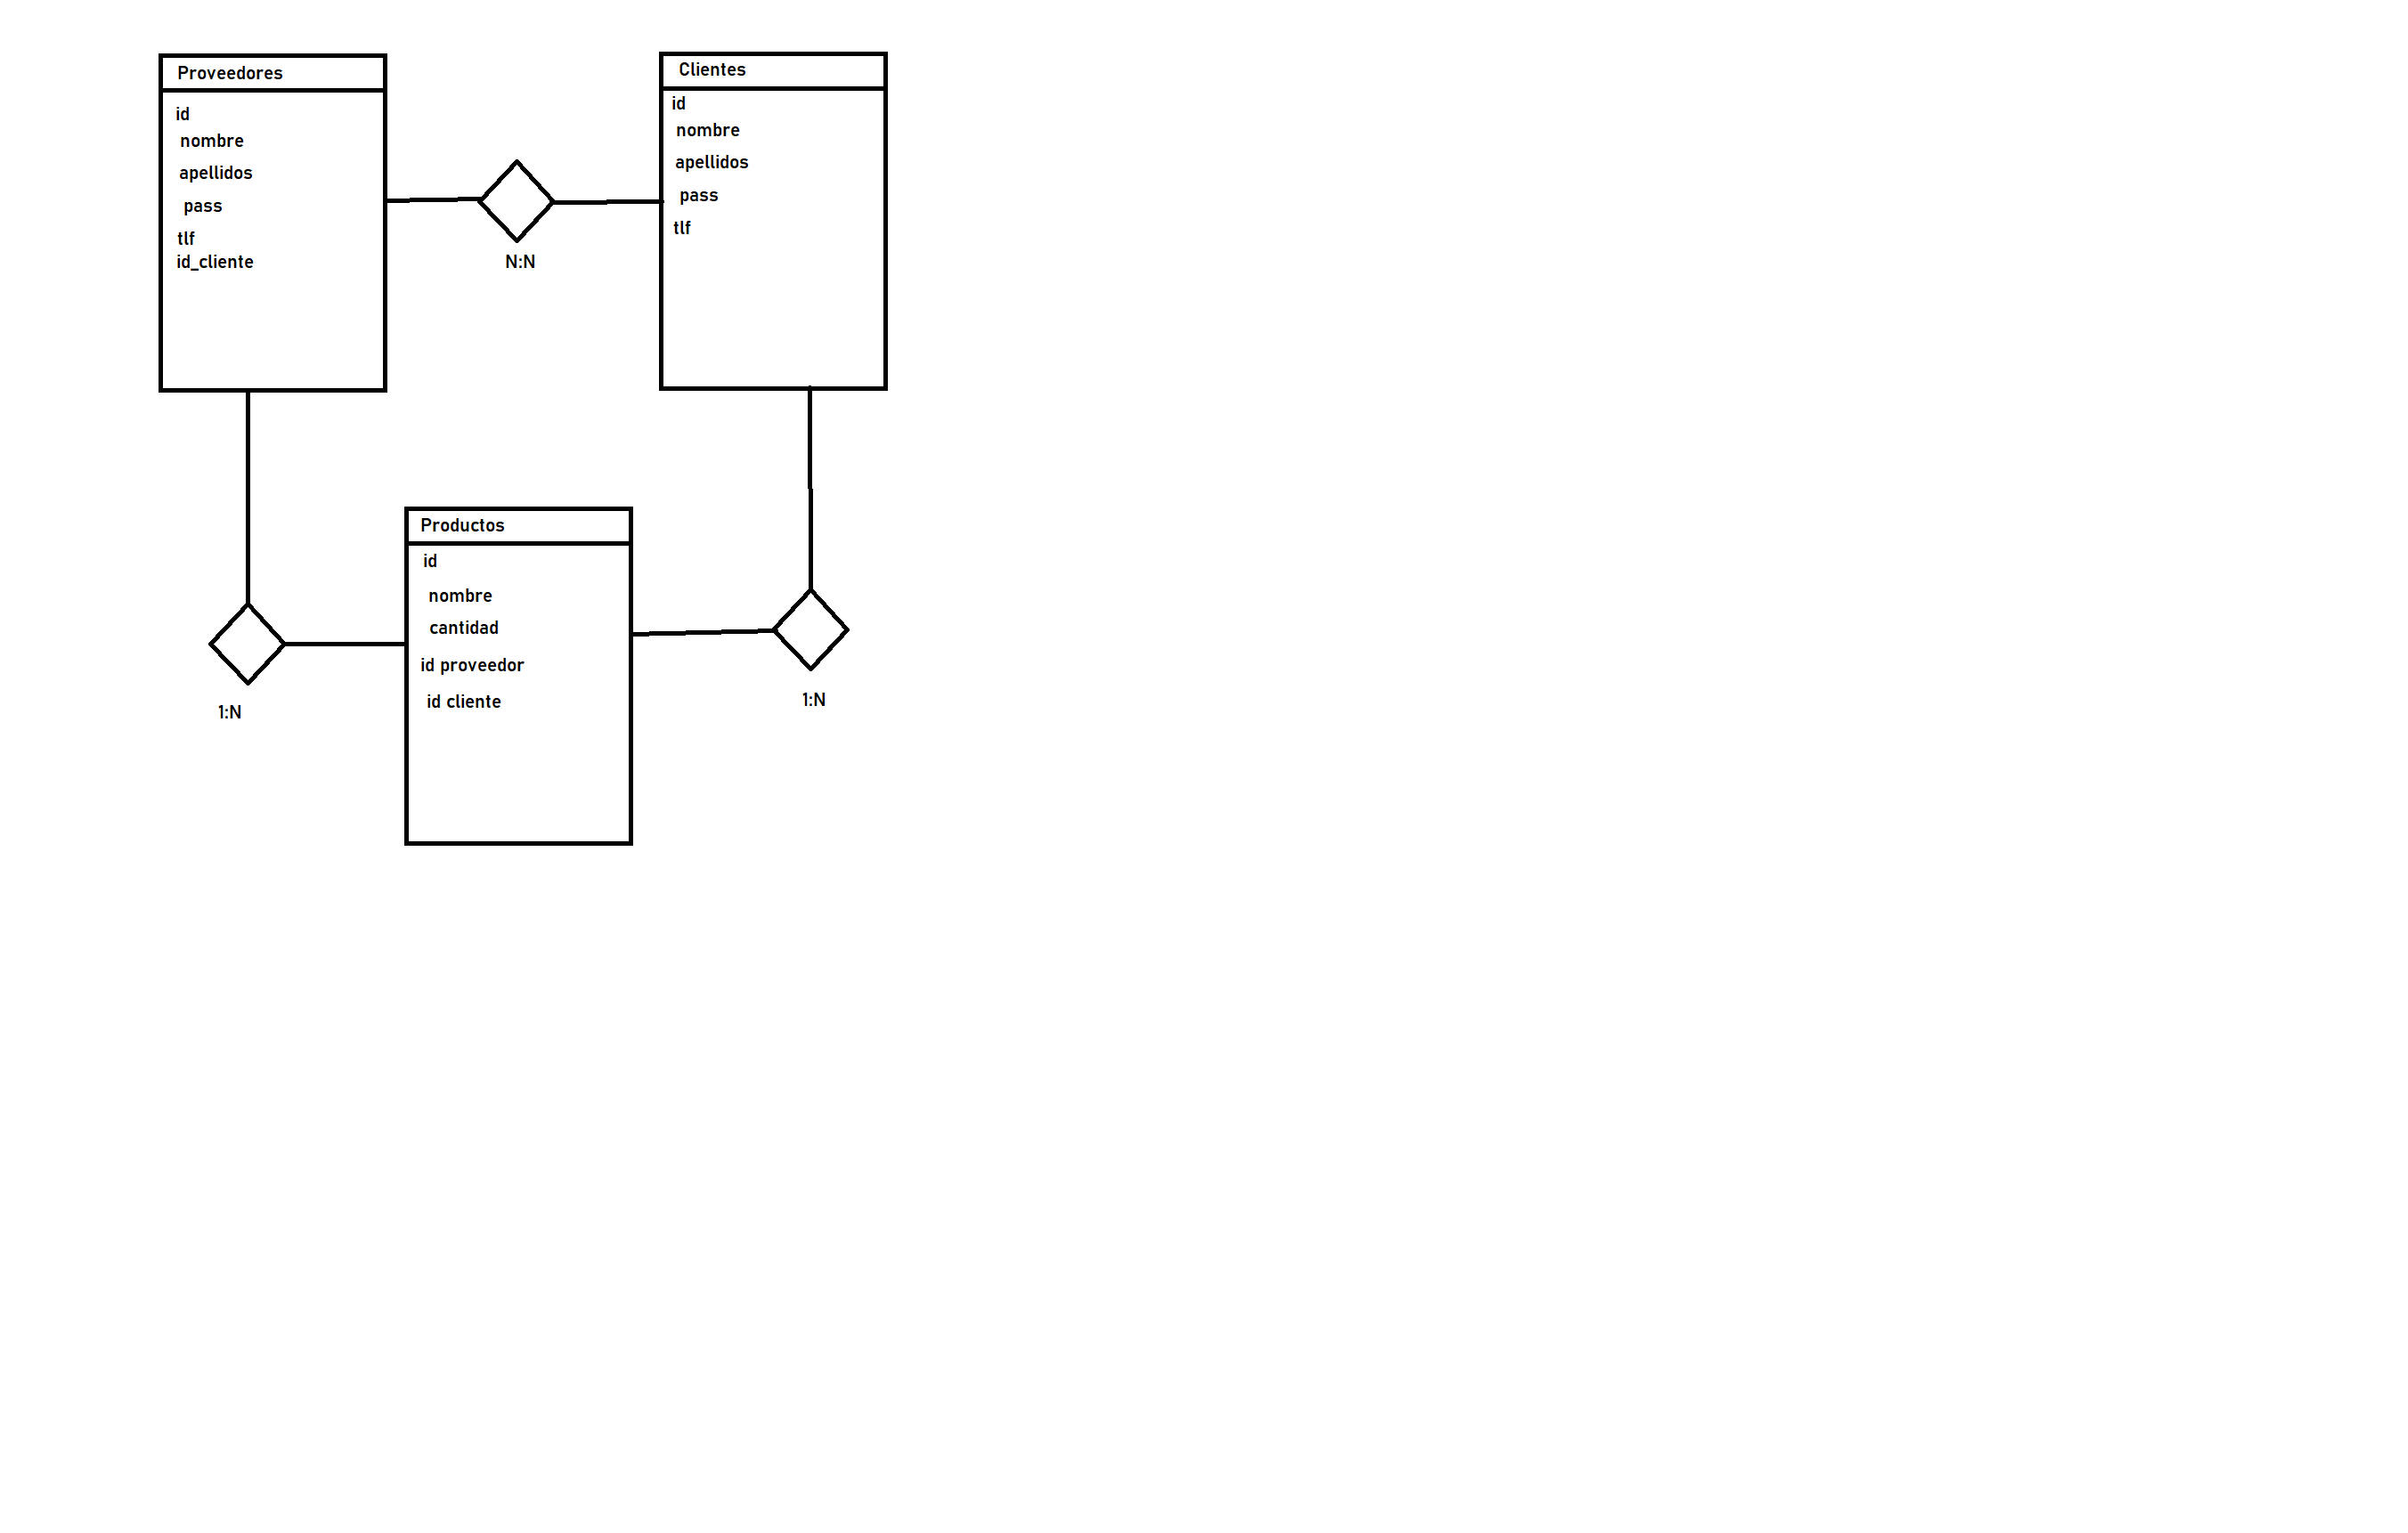 Proveedores
id
nombre
apellidos
pass
tlf
id_cliente
N:N
Clientes
id
nombre
apellidos
pass
tlf
1:N
Productos
id
nombre
cantidad
id proveedor
id cliente
1:N